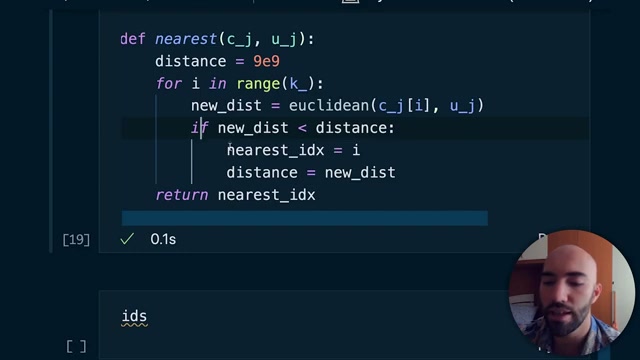 def nearest(c_j, u_j):
    distance = 9e9
    for i in range(k_):
        new_dist = euclidean(c_j[i], u_j)
        if new_dist < distance:
            nearest_idx = i
            distance = new_dist
    return nearest_idx
[19]
0.1s
ids
[ ]